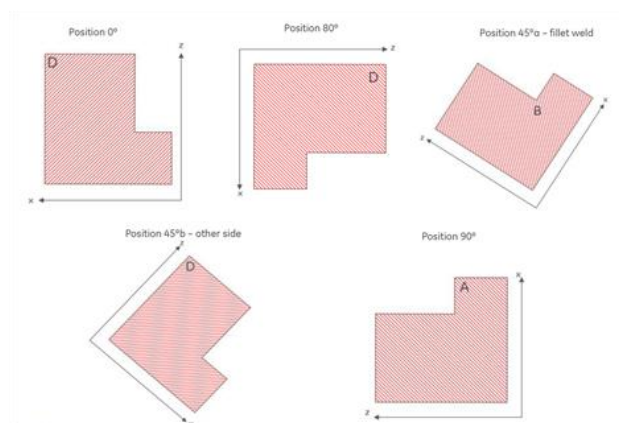 Position 0°
D
z
x
Position 80°
z
D
x
Position 45°a – fillet weld
B
x
z
Position 45°b – other side
z
D
Position 90°
x
A
z